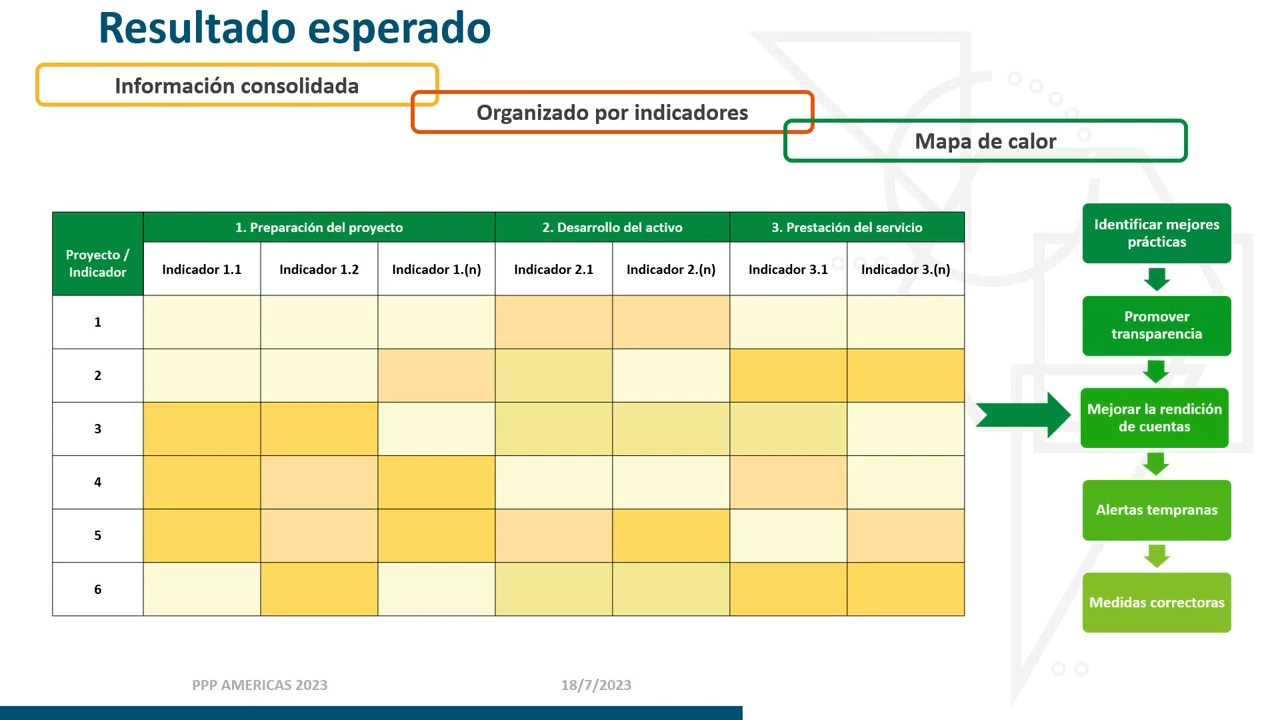 Resultado esperado
Información consolidada
Organizado por indicadores
Mapa de calor
Proyecto /
Indicador
1. Preparación del proyecto
2. Desarrollo del activo
3. Prestación del servicio
Indicador 1.1
Indicador 1.2
Indicador 1.(n)
Indicador 2.1
Indicador 2.(n)
Indicador 3.1
Indicador 3.(n)
1
2
3
4
5
6
Identificar mejores
prácticas
Promover
transparencia
Mejorar la rendición
de cuentas
Alertas tempranas
Medidas correctoras
PPP AMERICAS 2023
18/7/2023